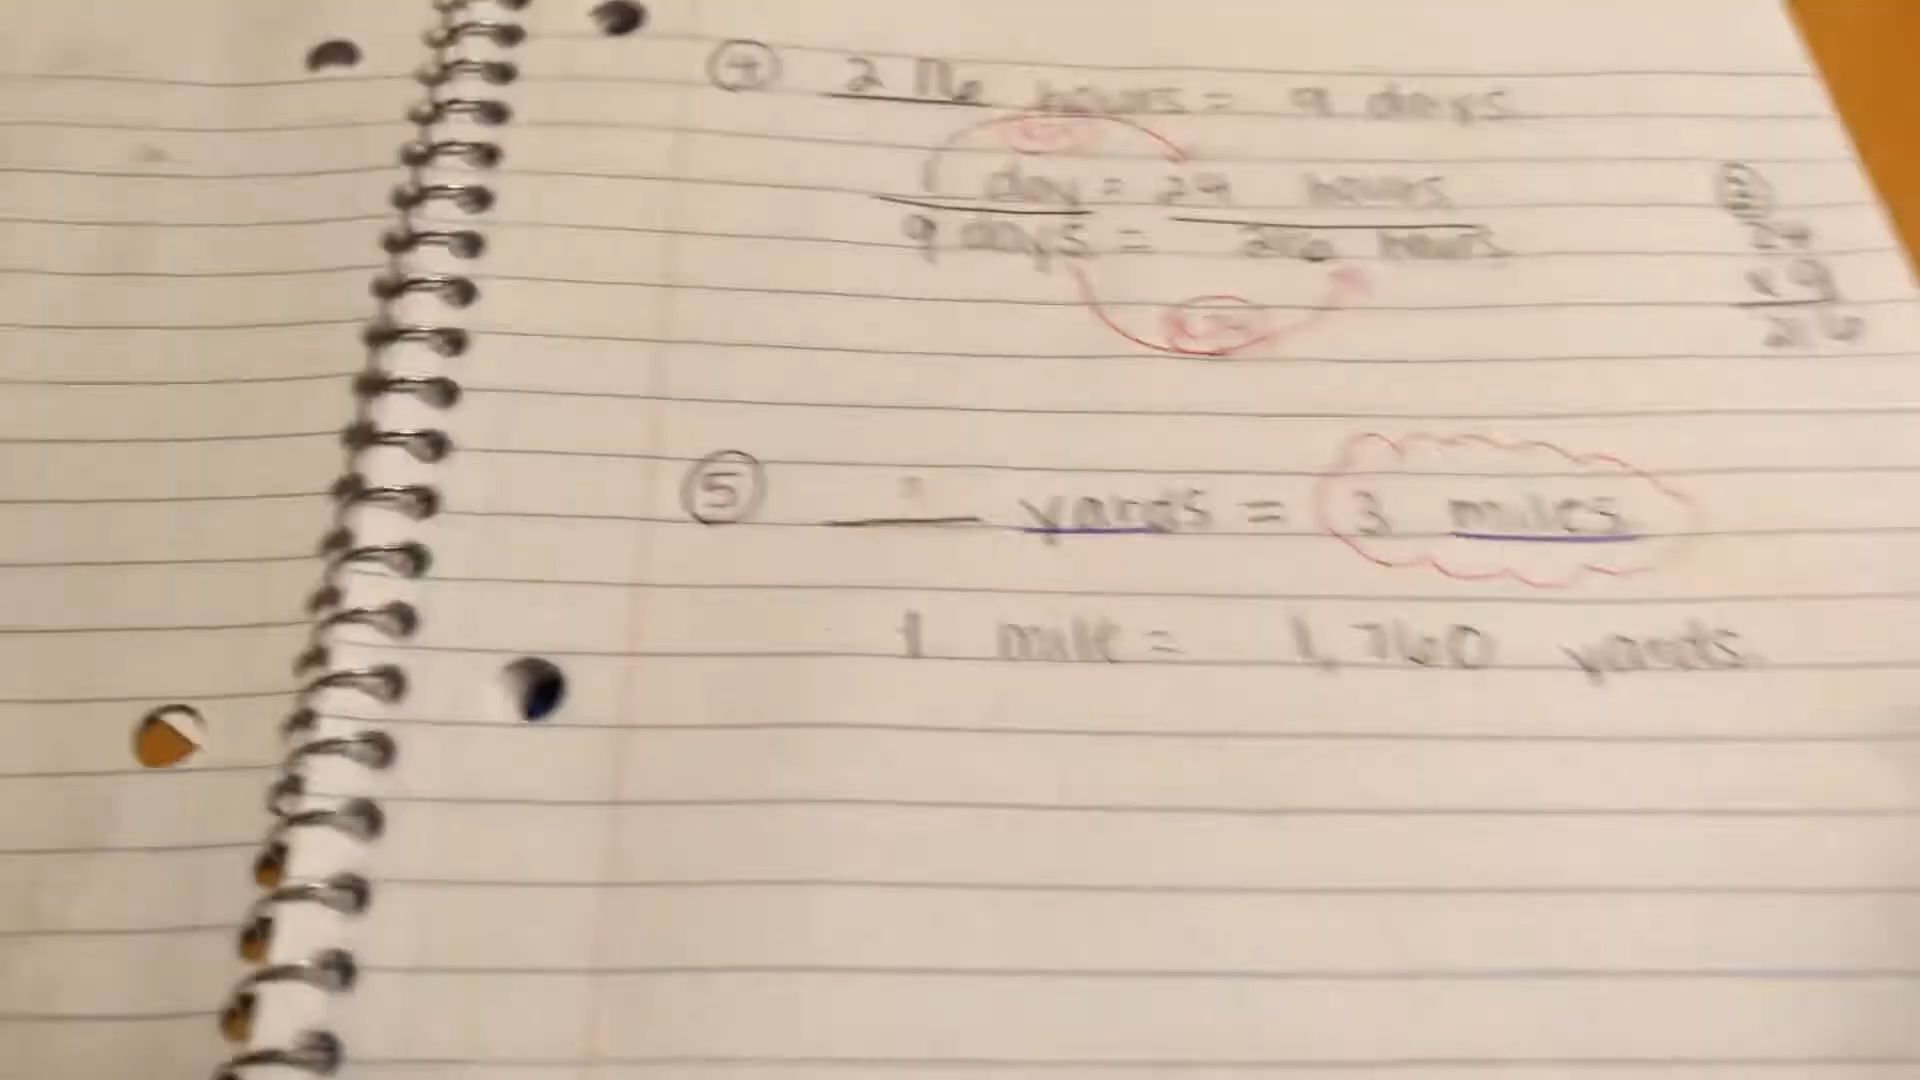 ④ 216 hours = 9 days
1 day = 24 hours
9 days = 216 hours
24
x 9
216
⑤ ? yards = 3 miles
1 mile = 1,760 yards